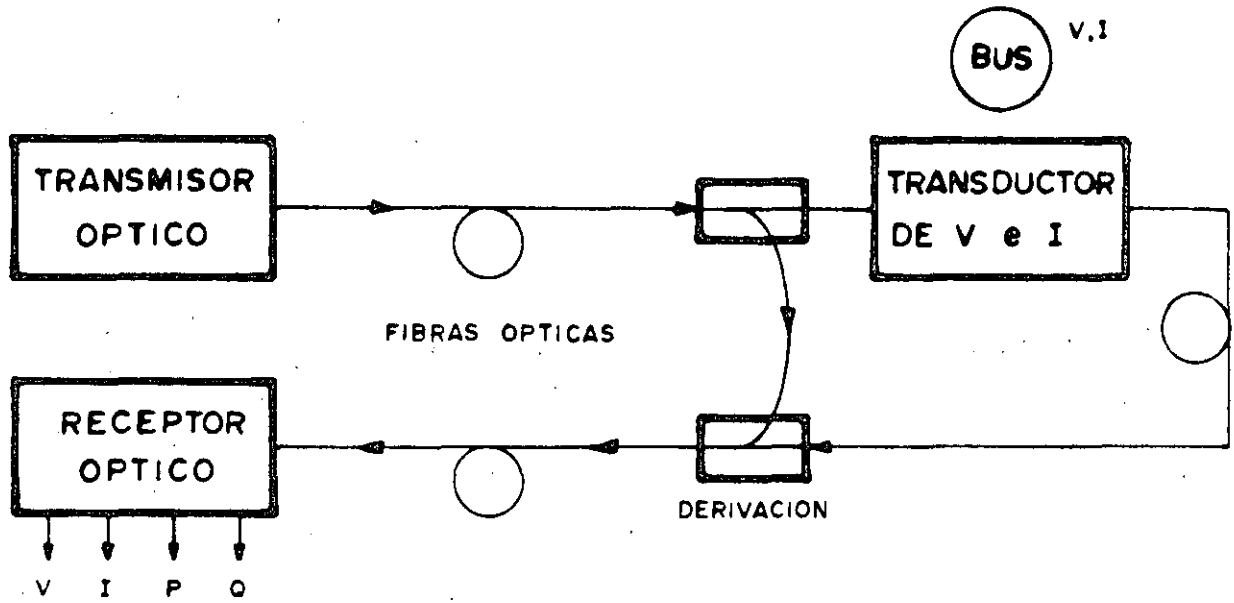 V,I
BUS
TRANSMISOR
OPTICO
TRANSDUCTOR
DE V e I
FIBRAS OPTICAS
RECEPTOR
OPTICO
DERIVACION
V I P Q